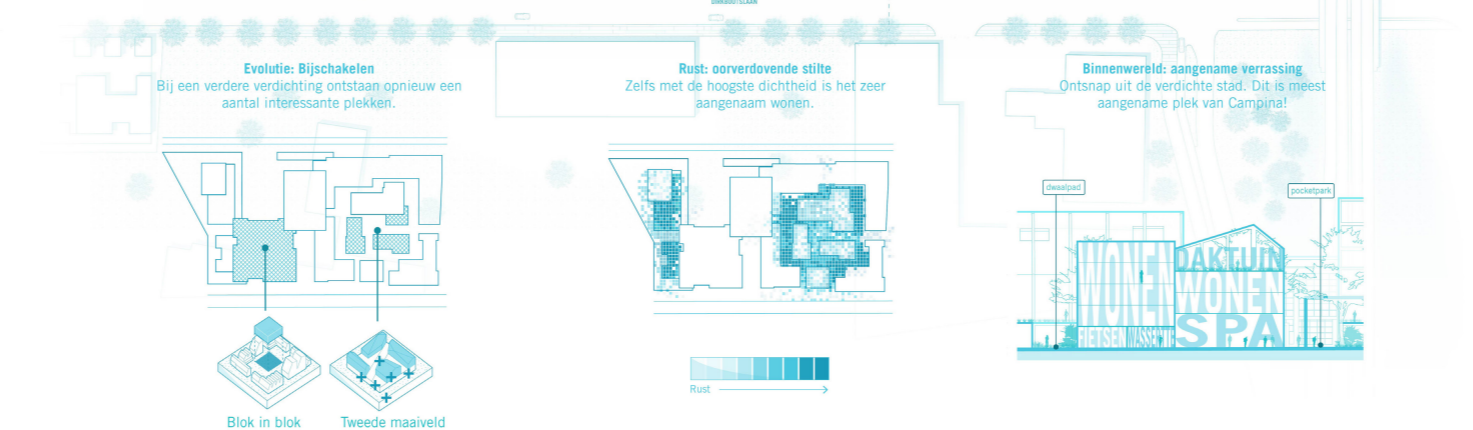 Evolutie: Bijschakelen
Bij een verdere verdichting ontstaan opnieuw een
aantal interessante plekken.
Blok in blok
Tweede maaiveld
Rust: oorverdovende stilte
Zelfs met de hoogste dichtheid is het zeer
aangenaam wonen.
Rust
Binnenwereld: aangename verrassing
Ontsnap uit de verdichte stad. Dit is meest
aangename plek van Campina!
dwaalpad
pocketpark
WONEN
FIETSEN
DAKTUIN
WONEN
SPA